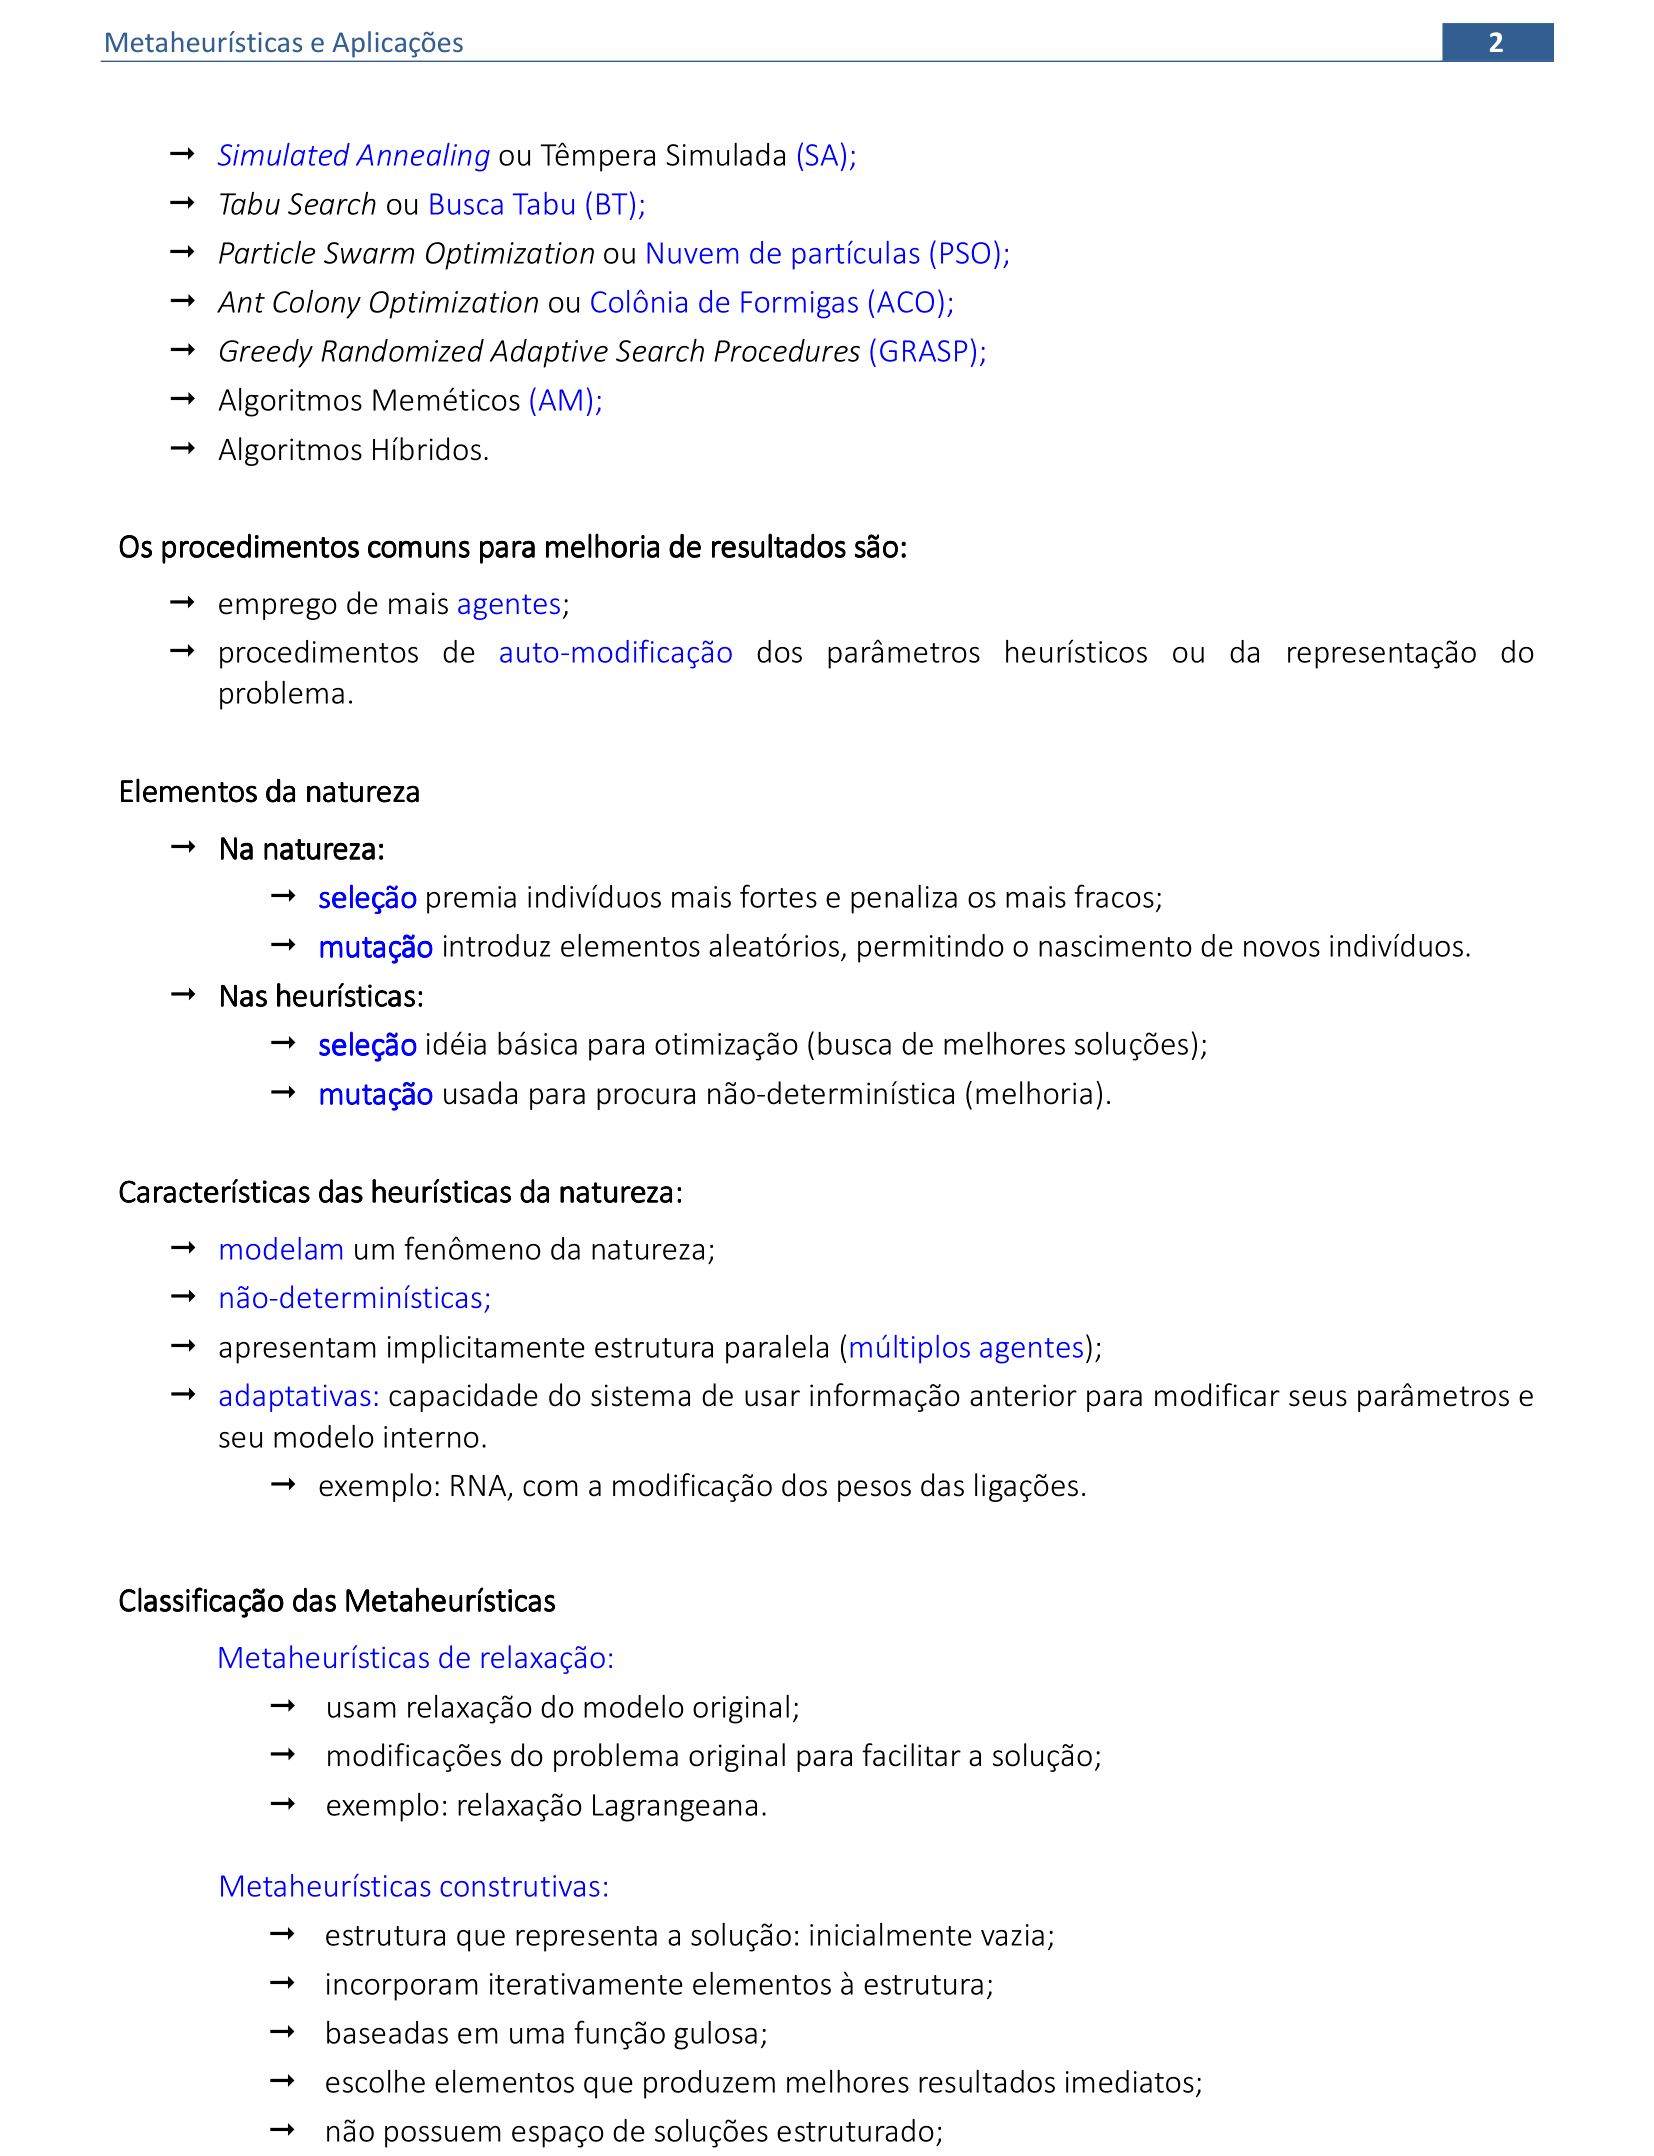 Metaheurísticas e Aplicações 2
➞ Simulated Annealing ou Têmpera Simulada (SA);
➞ Tabu Search ou Busca Tabu (BT);
➞ Particle Swarm Optimization ou Nuvem de partículas (PSO);
➞ Ant Colony Optimization ou Colônia de Formigas (ACO);
➞ Greedy Randomized Adaptive Search Procedures (GRASP);
➞ Algoritmos Meméticos (AM);
➞ Algoritmos Híbridos.
Os procedimentos comuns para melhoria de resultados são:
➞ emprego de mais agentes;
➞ procedimentos de auto-modificação dos parâmetros heurísticos ou da representação do
problema.
Elementos da natureza
➞ Na natureza:
➞ seleção premia indivíduos mais fortes e penaliza os mais fracos;
➞ mutação introduz elementos aleatórios, permitindo o nascimento de novos indivíduos.
➞ Nas heurísticas:
➞ seleção idéia básica para otimização (busca de melhores soluções);
➞ mutação usada para procura não-determinística (melhoria).
Características das heurísticas da natureza:
➞ modelam um fenômeno da natureza;
➞ não-determinísticas;
➞ apresentam implicitamente estrutura paralela (múltiplos agentes);
➞ adaptativas: capacidade do sistema de usar informação anterior para modificar seus parâmetros e
seu modelo interno.
➞ exemplo: RNA, com a modificação dos pesos das ligações.
Classificação das Metaheurísticas
Metaheurísticas de relaxação:
➞ usam relaxação do modelo original;
➞ modificações do problema original para facilitar a solução;
➞ exemplo: relaxação Lagrangeana.
Metaheurísticas construtivas:
➞ estrutura que representa a solução: inicialmente vazia;
➞ incorporam iterativamente elementos à estrutura;
➞ baseadas em uma função gulosa;
➞ escolhe elementos que produzem melhores resultados imediatos;
➞ não possuem espaço de soluções estruturado;